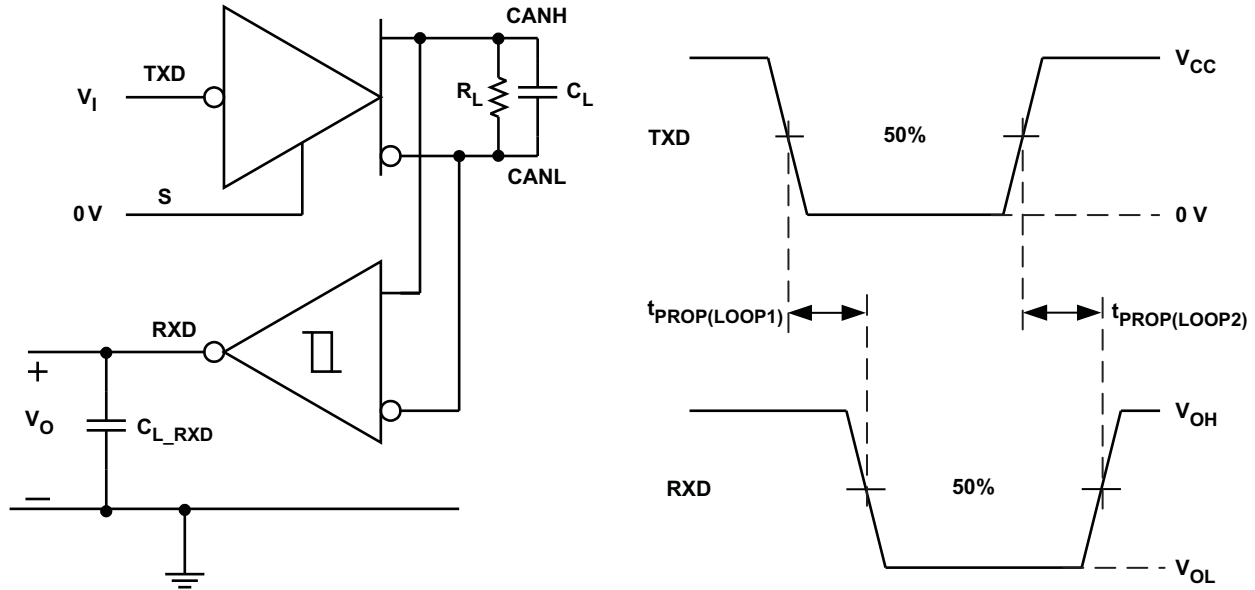 CANH
TXD
V_I
R_L
C_L
CANL
S
0 V
RXD
+
V_O
C_L_RXD
–
V_CC
TXD
50%
0 V
t_PROP(LOOP1)
t_PROP(LOOP2)
V_OH
RXD
50%
V_OL